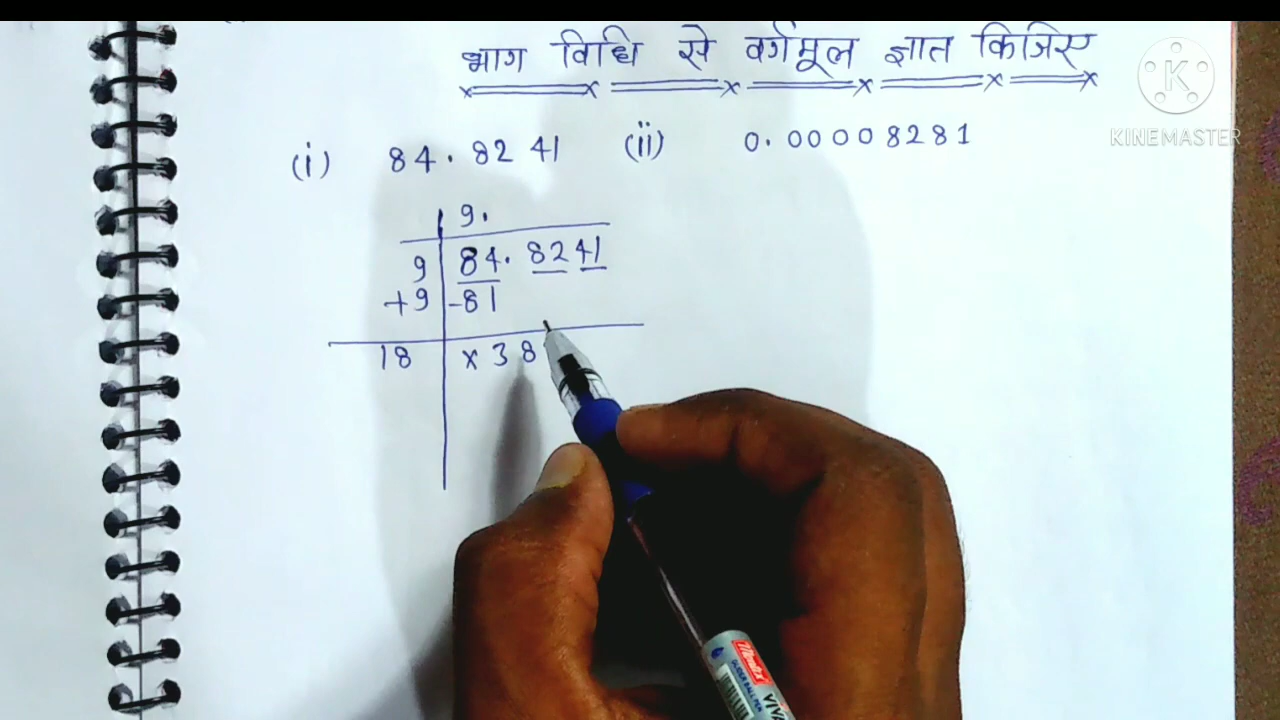 भाग विधि से वर्गमूल ज्ञात किजिए
K
KINEMASTER
(i) 84.8241 (ii) 0.00008281
9.
9 84.8241
+9 -81
18 x38